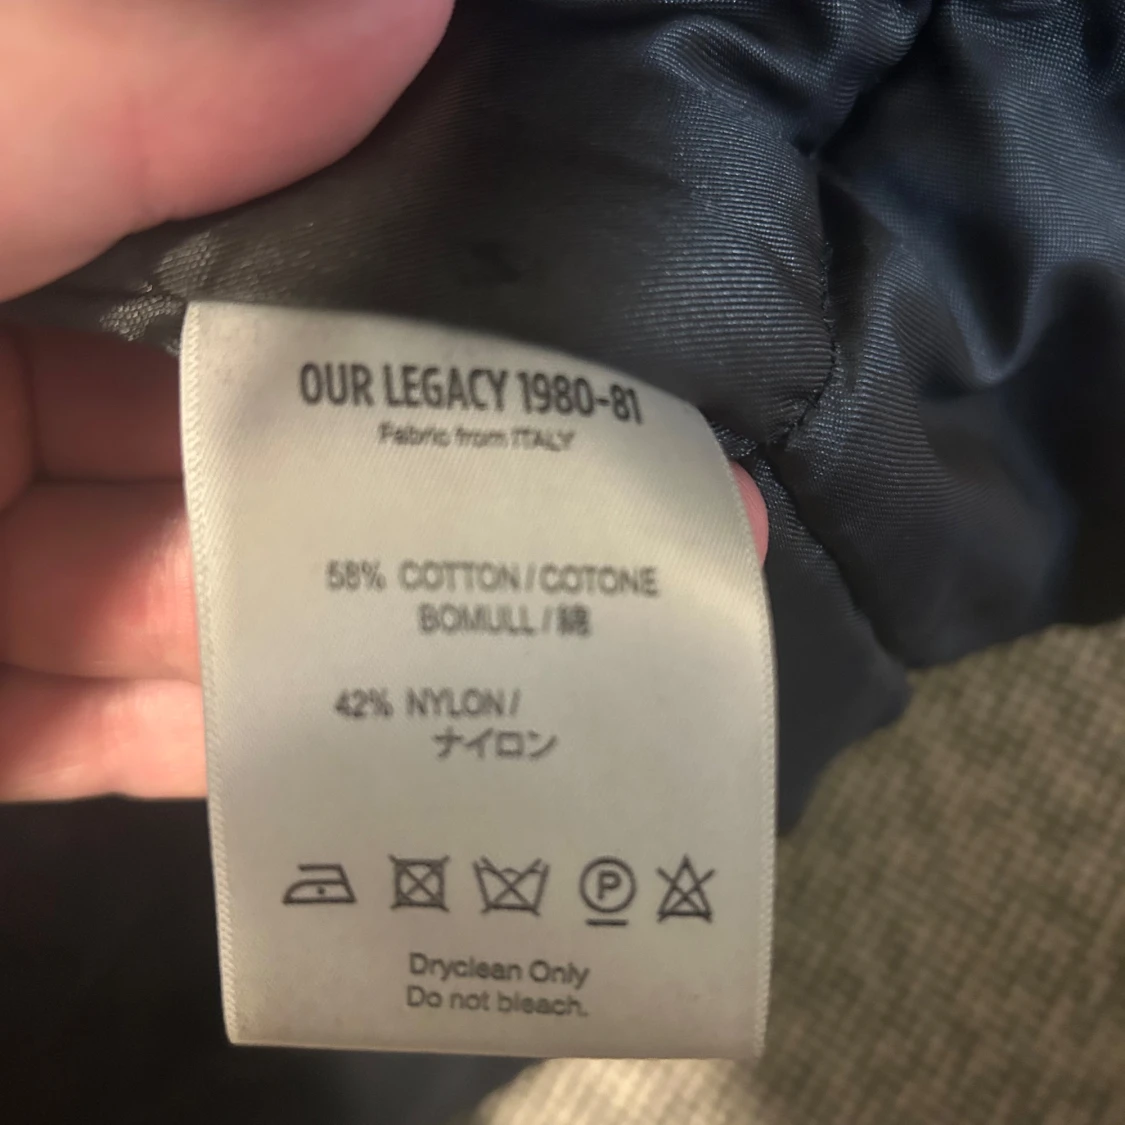 OUR LEGACY 1980-81
Fabric from ITALY
58% COTTON / COTONE
BOMULL / 綿
42% NYLON /
ナイロン
P
Dryclean Only
Do not bleach.